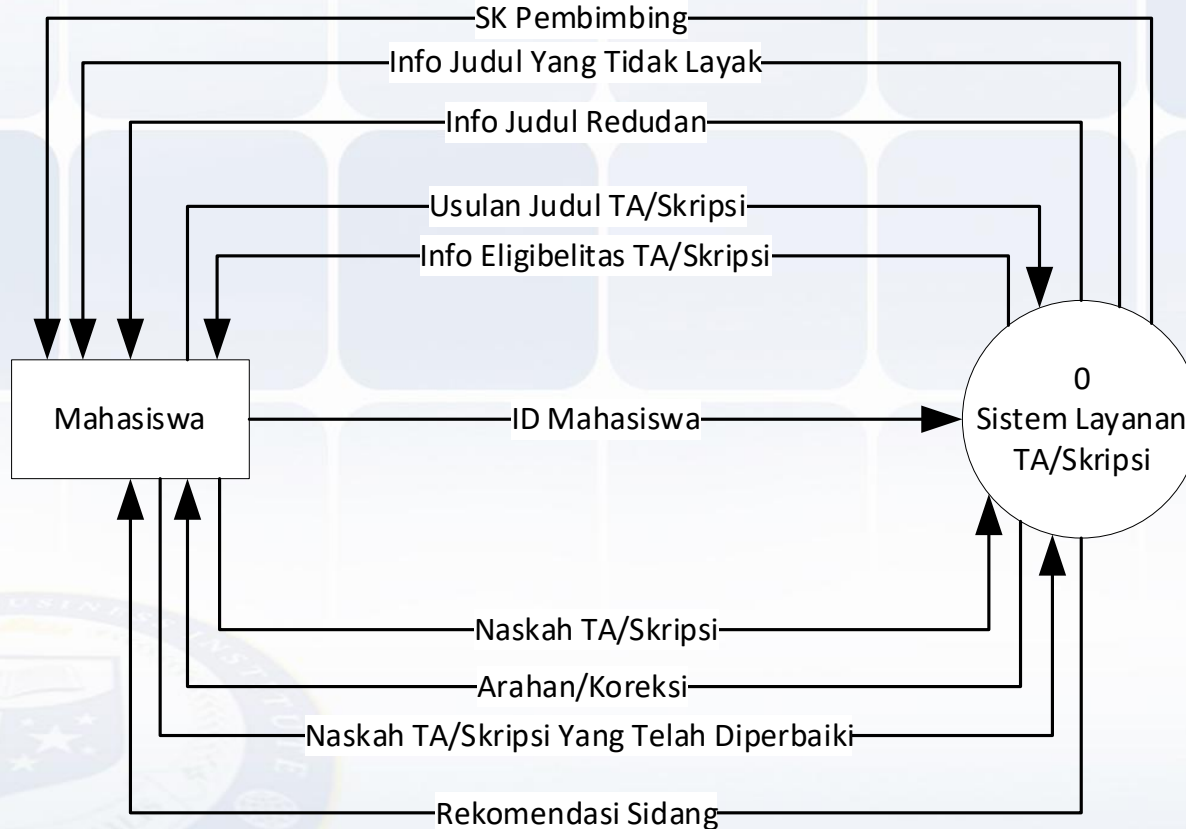 SK Pembimbing
Info Judul Yang Tidak Layak
Info Judul Redudan
Usulan Judul TA/Skripsi
Info Eligibelitas TA/Skripsi
Mahasiswa
ID Mahasiswa
0
Sistem Layanan
TA/Skripsi
Naskah TA/Skripsi
Arahan/Koreksi
Naskah TA/Skripsi Yang Telah Diperbaiki
Rekomendasi Sidang